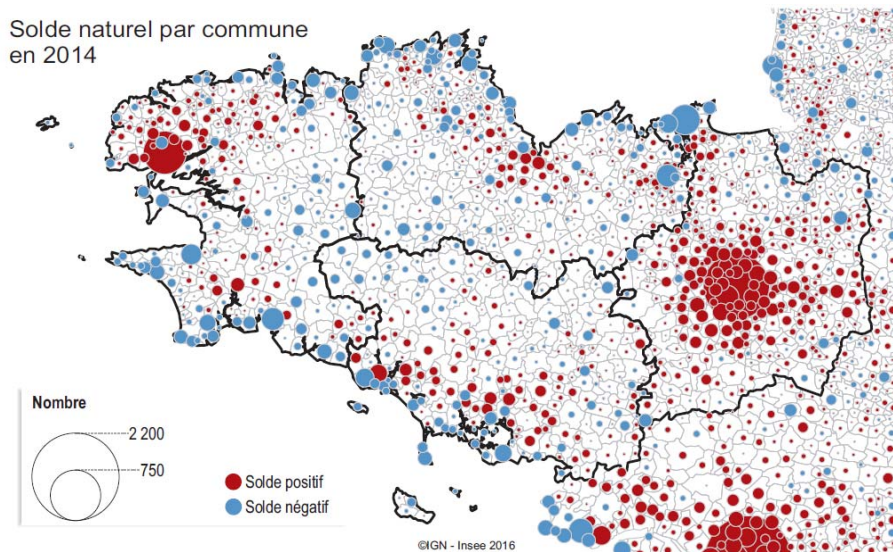 Solde naturel par commune
en 2014
Nombre
2 200
750
Solde positif
Solde négatif
©IGN - Insee 2016